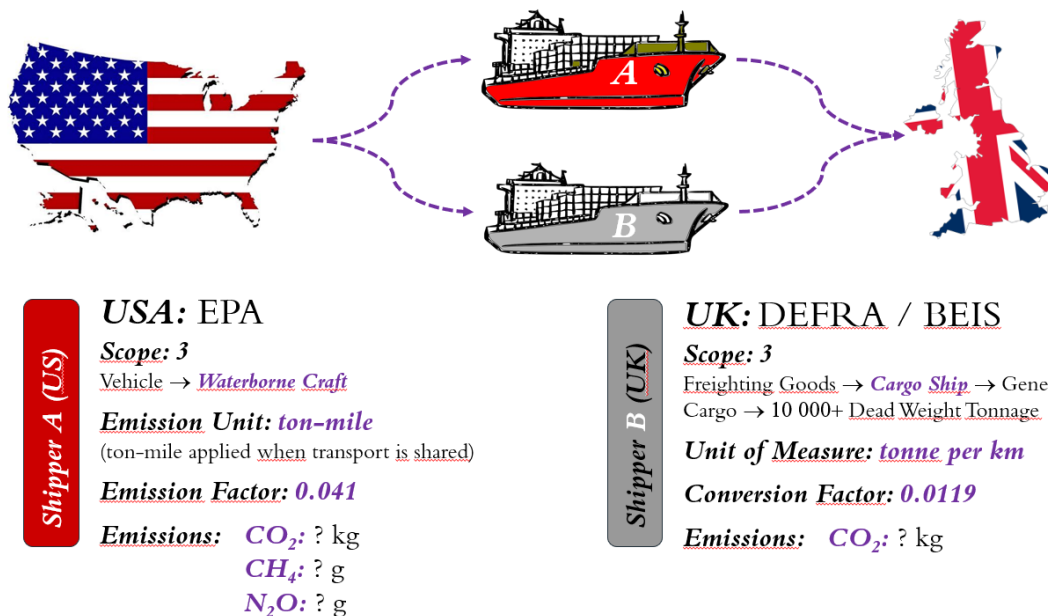 A
B
Shipper A (US)
USA: EPA
Scope: 3
Vehicle → Waterborne Craft
Emission Unit: ton-mile
(ton-mile applied when transport is shared)
Emission Factor: 0.041
Emissions: CO₂: ? kg
CH₄: ? g
N₂O: ? g
Shipper B (UK)
UK: DEFRA / BEIS
Scope: 3
Freighting Goods → Cargo Ship → Gene
Cargo → 10 000+ Dead Weight Tonnage
Unit of Measure: tonne per km
Conversion Factor: 0.0119
Emissions: CO₂: ? kg